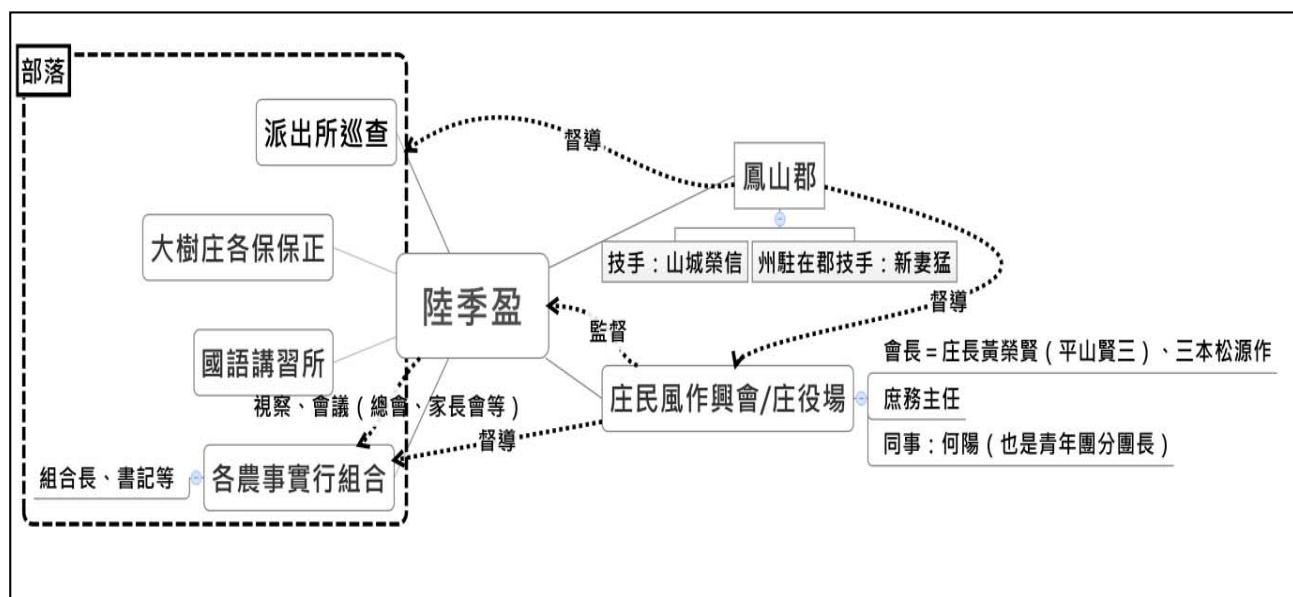 部落
派出所巡查
督導
鳳山郡
大樹庄各保保正
技手：山城榮信
州駐在郡技手：新妻猛
陸季盈
督導
監督
國語講習所
會長＝庄長黃榮賢（平山賢三）、三本松源作
庄民風作興會/庄役場
庶務主任
視察、會議（總會、家長會等）
督導
同事：何陽（也是青年團分團長）
組合長、書記等
各農事實行組合